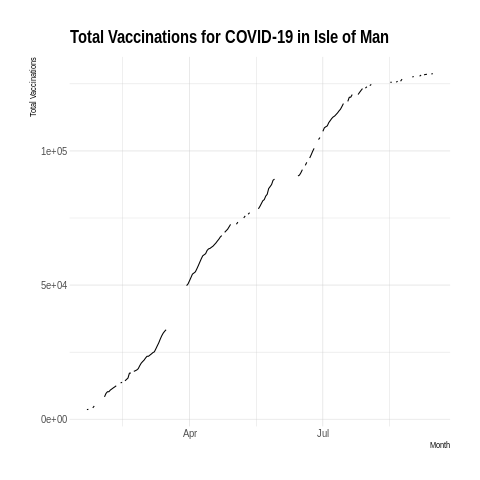 Total Vaccinations for COVID-19 in Isle of Man
Total Vaccinations
1e+05
5e+04
0e+00
Apr
Jul
Month